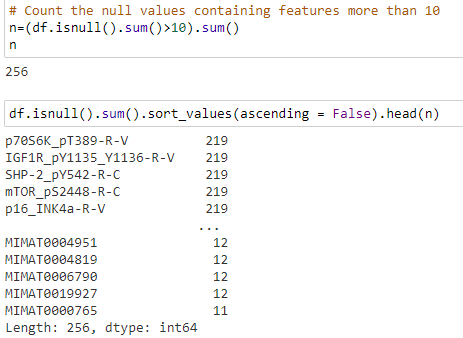 # Count the null values containing features more than 10
n=(df.isnull().sum()>10).sum()
n
256
df.isnull().sum().sort_values(ascending = False).head(n)
p70S6K_pT389-R-V 219
IGF1R_pY1135_Y1136-R-V 219
SHP-2_pY542-R-C 219
mTOR_pS2448-R-C 219
p16_INK4a-R-V 219
...
MIMAT0004951 12
MIMAT0004819 12
MIMAT0006790 12
MIMAT0019927 12
MIMAT0000765 11
Length: 256, dtype: int64